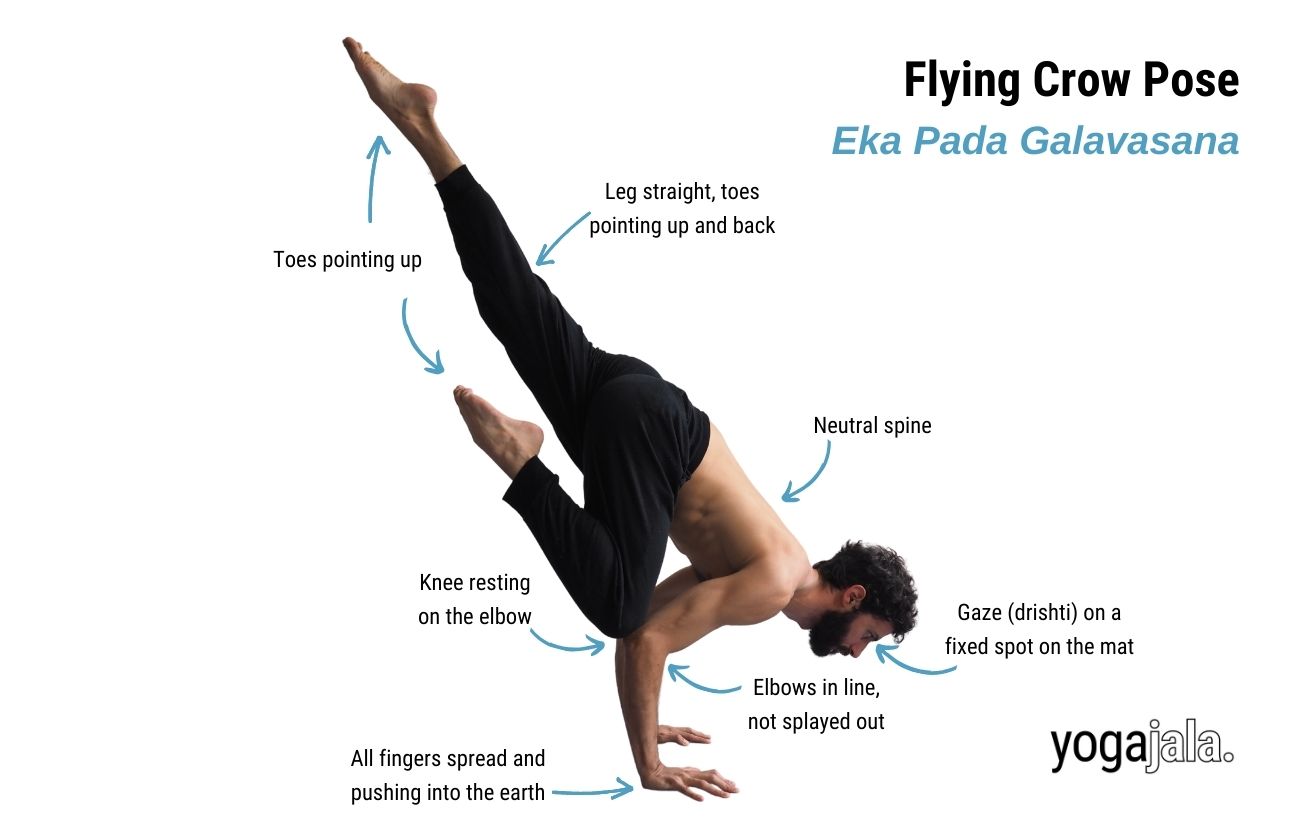 Flying Crow Pose
Eka Pada Galavasana
Leg straight, toes
pointing up and back
Toes pointing up
Neutral spine
Knee resting
on the elbow
Gaze (drishti) on a
fixed spot on the mat
Elbows in line,
not splayed out
All fingers spread and
pushing into the earth
yogajala.